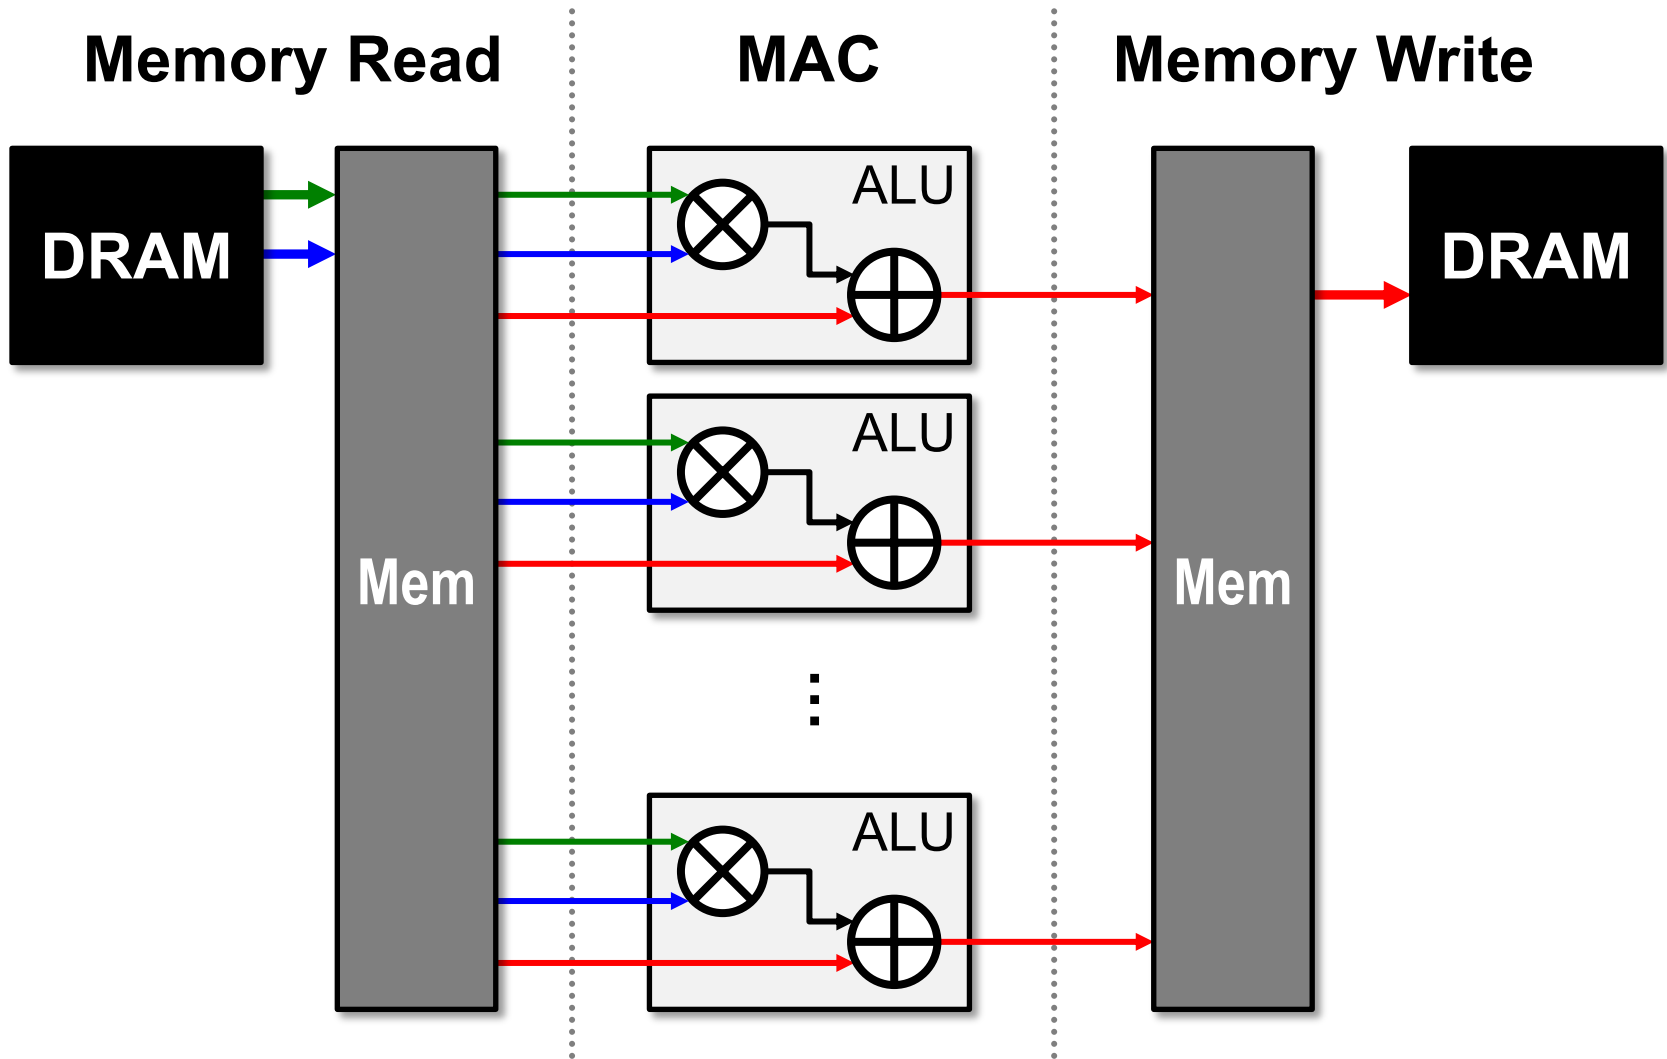 Memory Read
MAC
Memory Write
DRAM
ALU
DRAM
ALU
Mem
Mem
⋮
ALU